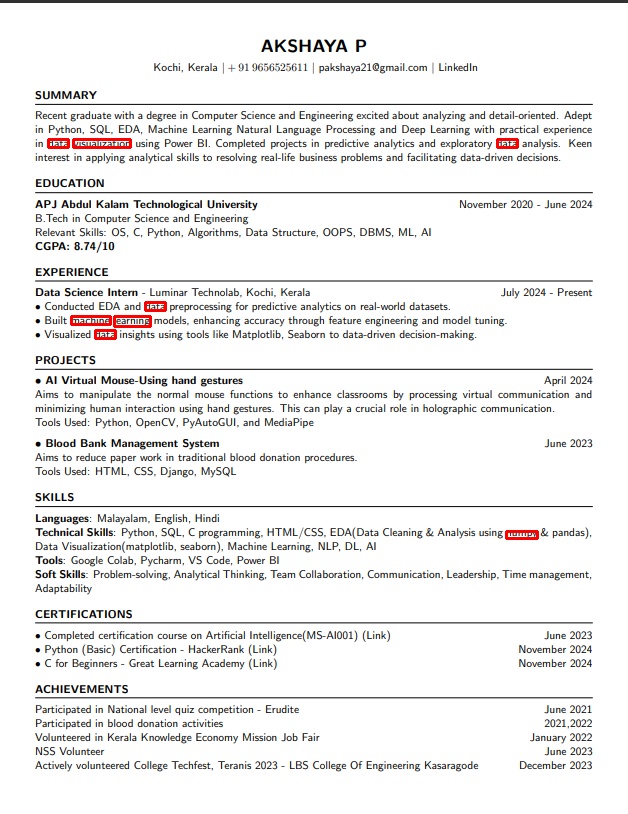 AKSHAYA P
Kochi, Kerala | + 91 9656525611 | pakshaya21@gmail.com | LinkedIn
SUMMARY
Recent graduate with a degree in Computer Science and Engineering excited about analyzing and detail-oriented. Adept
in Python, SQL, EDA, Machine Learning Natural Language Processing and Deep Learning with practical experience
in data visualization using Power BI. Completed projects in predictive analytics and exploratory data analysis. Keen
interest in applying analytical skills to resolving real-life business problems and facilitating data-driven decisions.
EDUCATION
APJ Abdul Kalam Technological University November 2020 - June 2024
B.Tech in Computer Science and Engineering
Relevant Skills: OS, C, Python, Algorithms, Data Structure, OOPS, DBMS, ML, AI
CGPA: 8.74/10
EXPERIENCE
Data Science Intern - Luminar Technolab, Kochi, Kerala July 2024 - Present
• Conducted EDA and data preprocessing for predictive analytics on real-world datasets.
• Built machine learning models, enhancing accuracy through feature engineering and model tuning.
• Visualized data insights using tools like Matplotlib, Seaborn to data-driven decision-making.
PROJECTS
• AI Virtual Mouse-Using hand gestures April 2024
Aims to manipulate the normal mouse functions to enhance classrooms by processing virtual communication and
minimizing human interaction using hand gestures. This can play a crucial role in holographic communication.
Tools Used: Python, OpenCV, PyAutoGUI, and MediaPipe
• Blood Bank Management System June 2023
Aims to reduce paper work in traditional blood donation procedures.
Tools Used: HTML, CSS, Django, MySQL
SKILLS
Languages: Malayalam, English, Hindi
Technical Skills: Python, SQL, C programming, HTML/CSS, EDA(Data Cleaning & Analysis using numpy & pandas),
Data Visualization(matplotlib, seaborn), Machine Learning, NLP, DL, AI
Tools: Google Colab, Pycharm, VS Code, Power BI
Soft Skills: Problem-solving, Analytical Thinking, Team Collaboration, Communication, Leadership, Time management,
Adaptability
CERTIFICATIONS
• Completed certification course on Artificial Intelligence(MS-AI001) (Link) June 2023
• Python (Basic) Certification - HackerRank (Link) November 2024
• C for Beginners - Great Learning Academy (Link) November 2024
ACHIEVEMENTS
Participated in National level quiz competition - Erudite June 2021
Participated in blood donation activities 2021,2022
Volunteered in Kerala Knowledge Economy Mission Job Fair January 2022
NSS Volunteer June 2023
Actively volunteered College Techfest, Teranis 2023 - LBS College Of Engineering Kasaragode December 2023